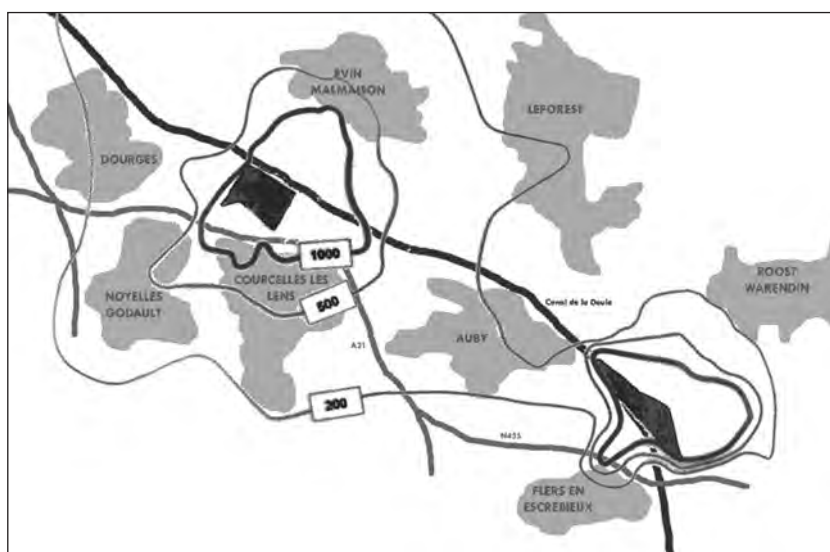 EVIN
MALMAISON
LEFOREST
DOURGES
1000
COURCELLES LES
LENS
NOYELLES
GODAULT
500
ROOST
WARENDIN
Canal de la Deule
AUBY
A21
200
N455
FLERS EN
ESCREBIEUX